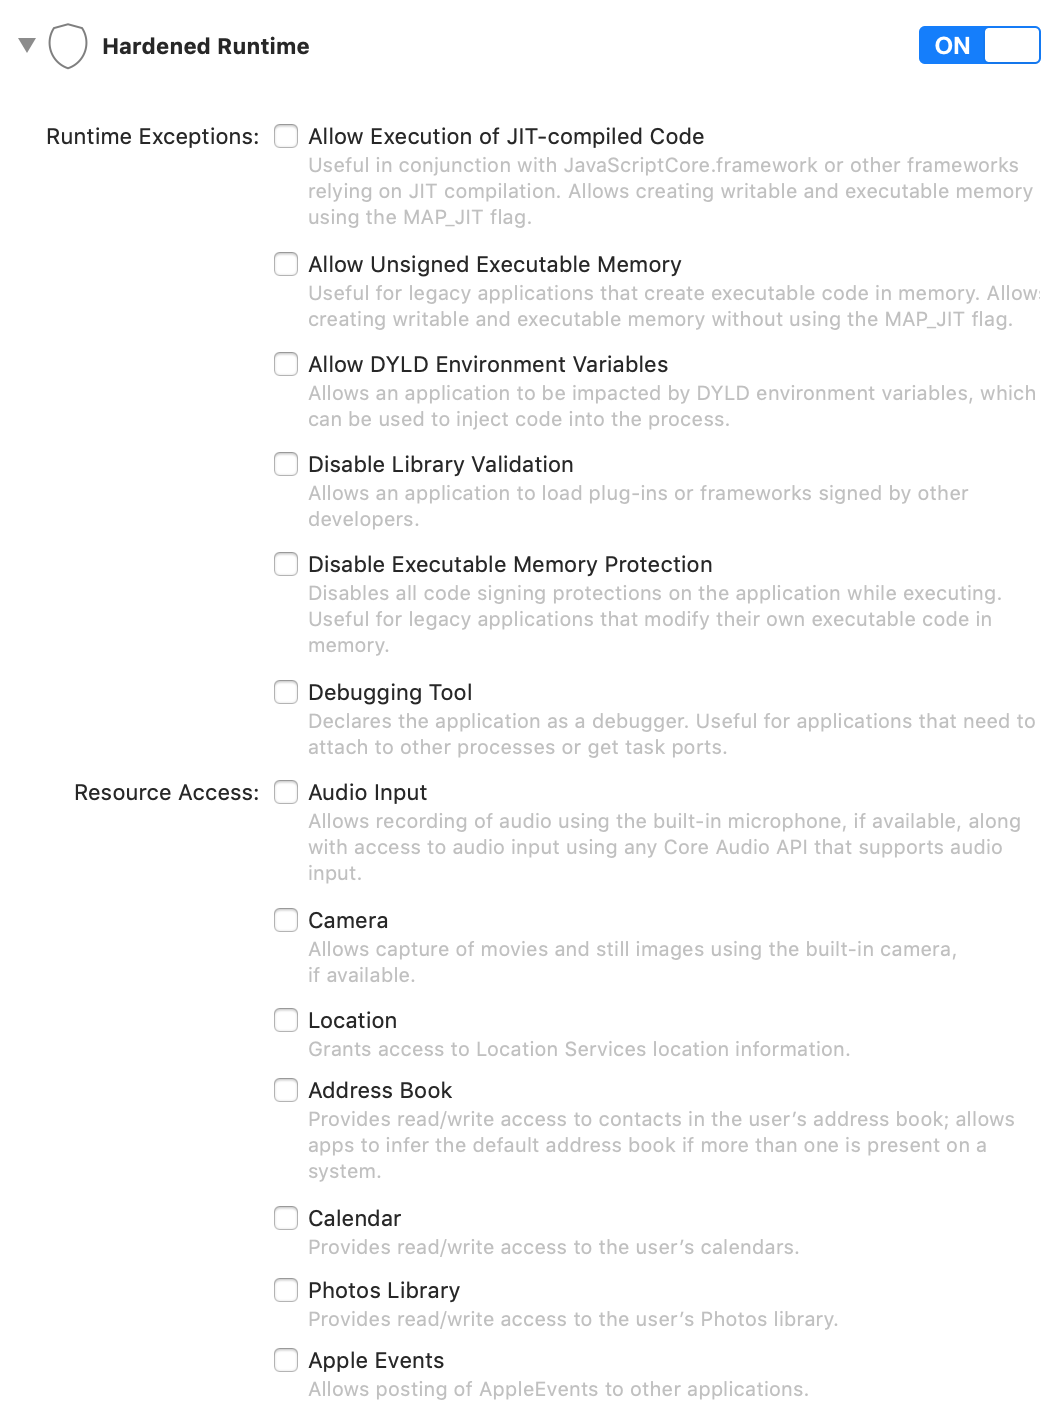 Hardened Runtime
ON
Runtime Exceptions:
Allow Execution of JIT-compiled Code
Useful in conjunction with JavaScriptCore.framework or other frameworks
relying on JIT compilation. Allows creating writable and executable memory
using the MAP_JIT flag.
Allow Unsigned Executable Memory
Useful for legacy applications that create executable code in memory. Allows
creating writable and executable memory without using the MAP_JIT flag.
Allow DYLD Environment Variables
Allows an application to be impacted by DYLD environment variables, which
can be used to inject code into the process.
Disable Library Validation
Allows an application to load plug-ins or frameworks signed by other
developers.
Disable Executable Memory Protection
Disables all code signing protections on the application while executing.
Useful for legacy applications that modify their own executable code in
memory.
Debugging Tool
Declares the application as a debugger. Useful for applications that need to
attach to other processes or get task ports.
Resource Access:
Audio Input
Allows recording of audio using the built-in microphone, if available, along
with access to audio input using any Core Audio API that supports audio
input.
Camera
Allows capture of movies and still images using the built-in camera,
if available.
Location
Grants access to Location Services location information.
Address Book
Provides read/write access to contacts in the user’s address book; allows
apps to infer the default address book if more than one is present on a
system.
Calendar
Provides read/write access to the user’s calendars.
Photos Library
Provides read/write access to the user’s Photos library.
Apple Events
Allows posting of AppleEvents to other applications.